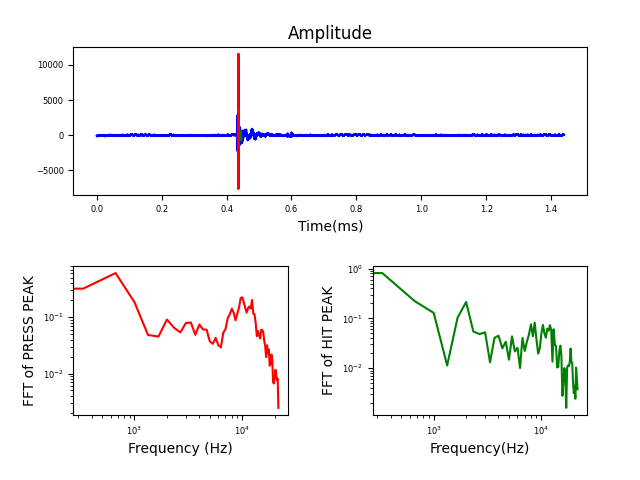 Amplitude
10000
5000
0
−5000
0.0 0.2 0.4 0.6 0.8 1.0 1.2 1.4
Time(ms)
FFT of PRESS PEAK
10⁻¹
10⁻²
10³ 10⁴
Frequency (Hz)
FFT of HIT PEAK
10⁰
10⁻¹
10⁻²
10³ 10⁴
Frequency(Hz)